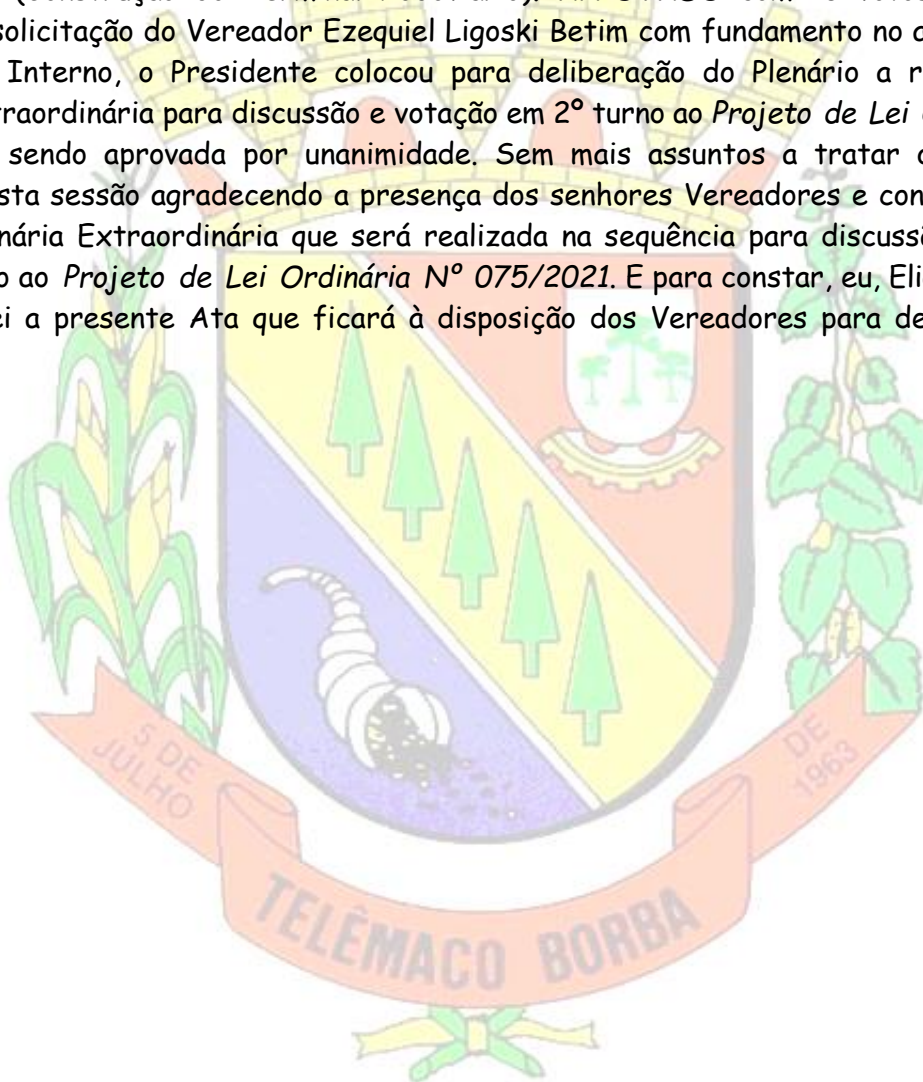 solicitação do Vereador Ezequiel Ligoski Betim com fundamento no
Interno, o Presidente colocou para deliberação do Plenário a
traordinária para discussão e votação em 2º turno ao Projeto de Lei
sendo aprovada por unanimidade. Sem mais assuntos a tratar
sta sessão agradecendo a presença dos senhores Vereadores e con
nária Extraordinária que será realizada na sequência para discuss
o ao Projeto de Lei Ordinária Nº 075/2021. E para constar, eu, Eli
ei a presente Ata que ficará à disposição dos Vereadores para de
5 DE
JULHO
DE
1963
TELÊMACO BORBA